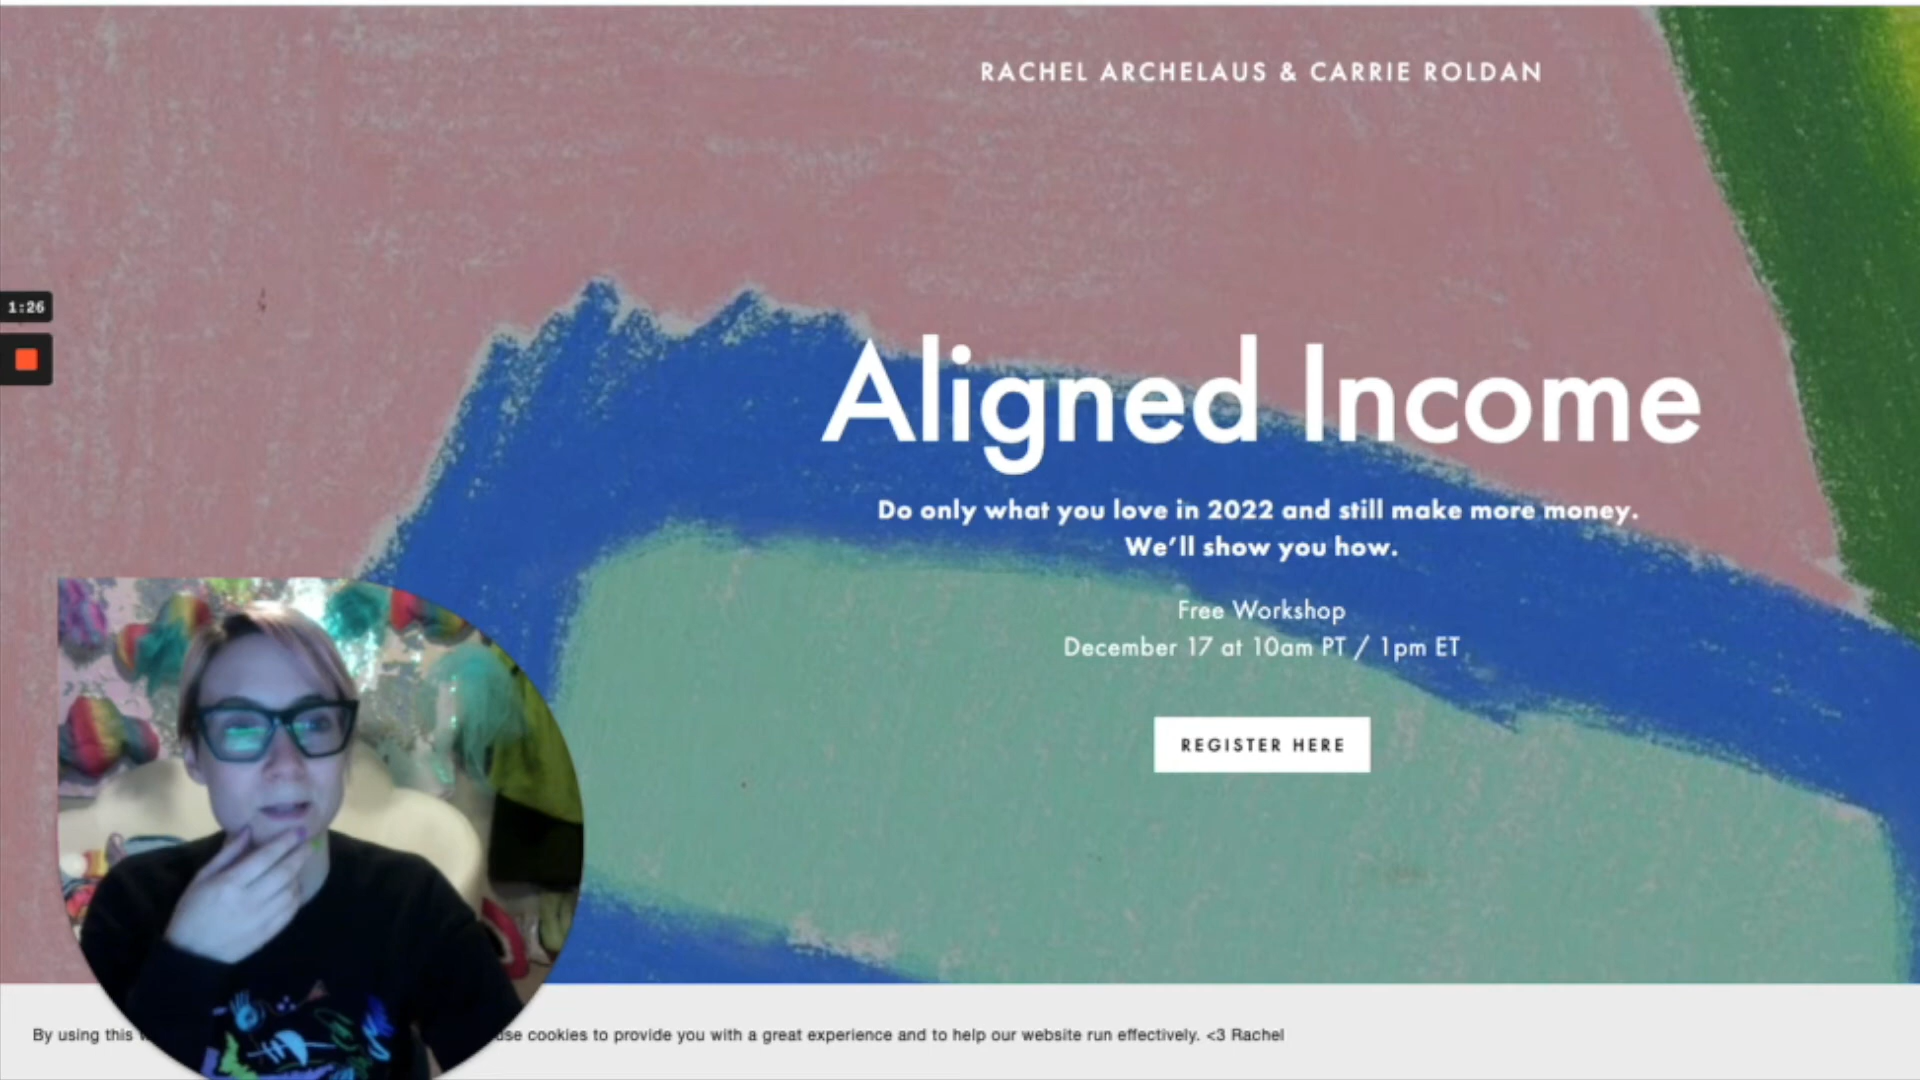 RACHEL ARCHELAUS & CARRIE ROLDAN
1:26
Aligned Income
Do only what you love in 2022 and still make more money.
We'll show you how.
Free Workshop
December 17 at 10am PT / 1pm ET
REGISTER HERE
By using this use cookies to provide you with a great experience and to help our website run effectively. <3 Rachel